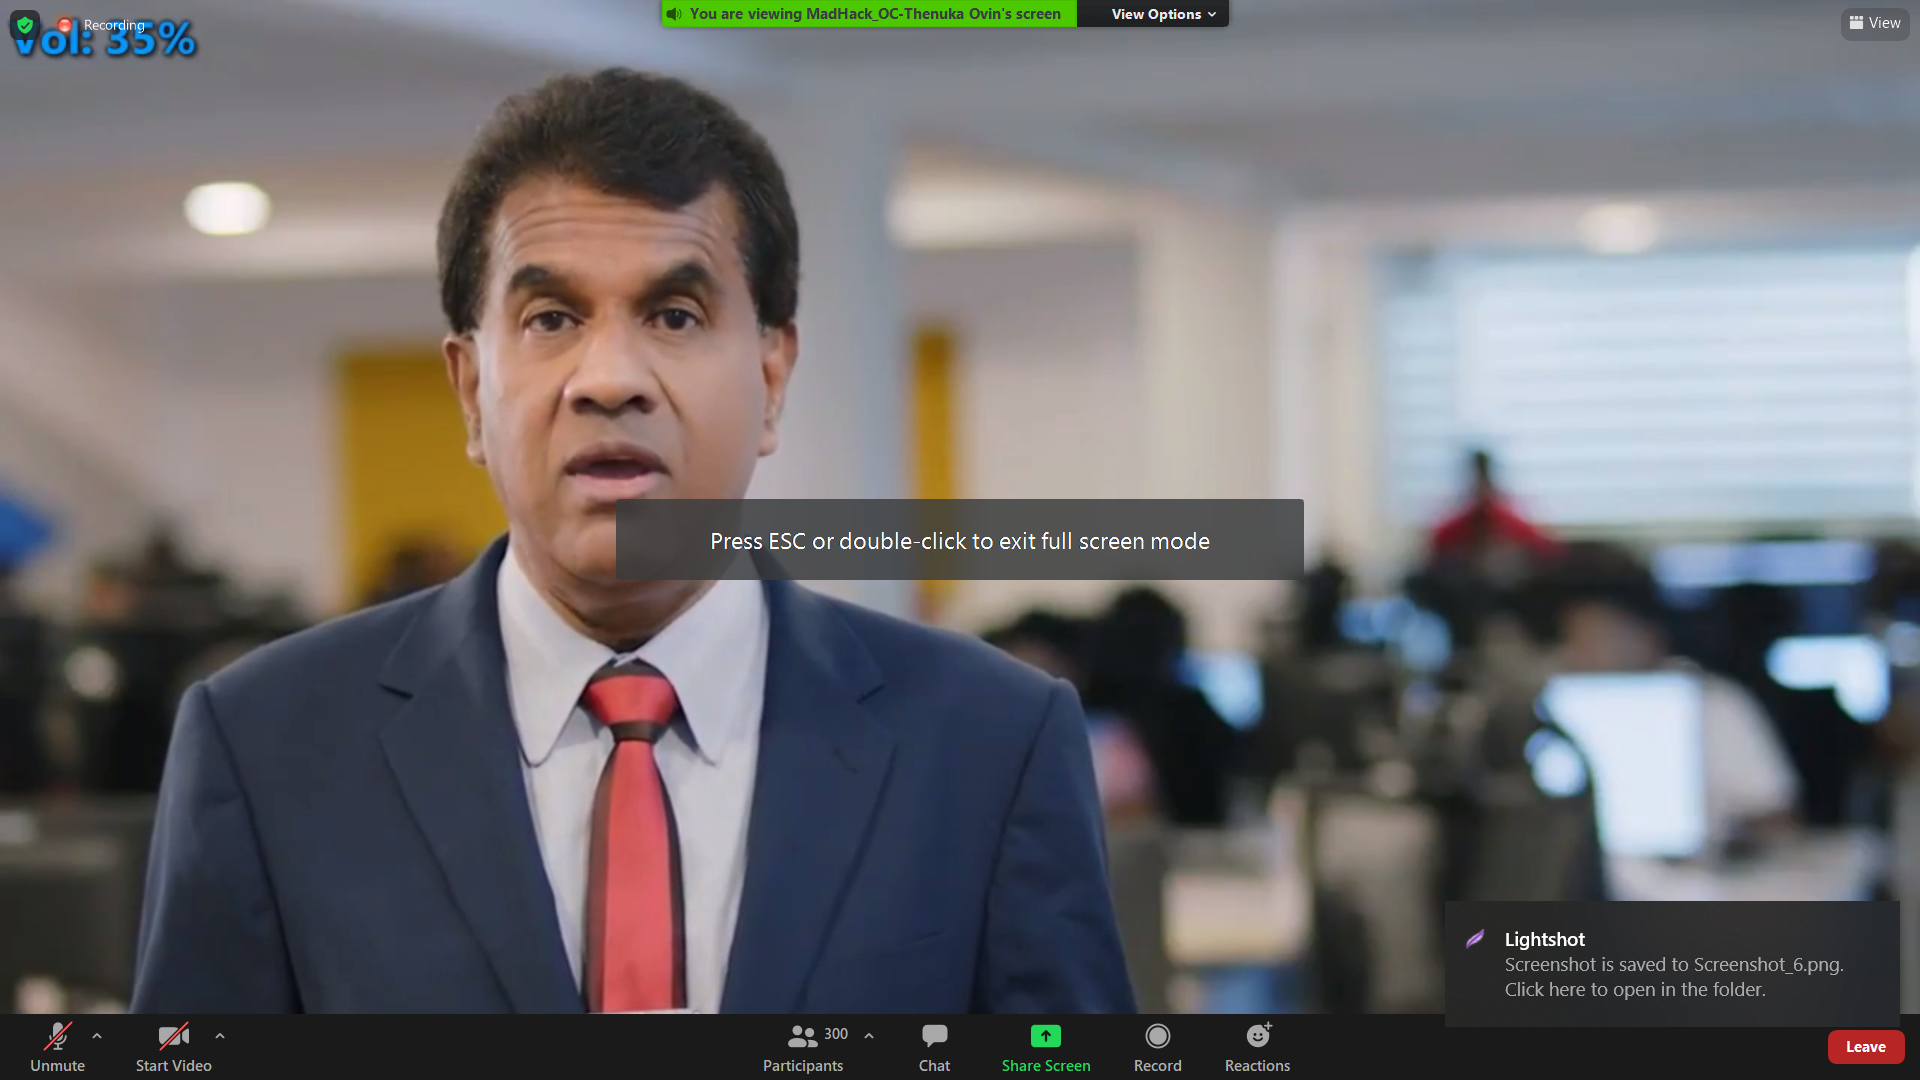 Recording
Vol: 35%
You are viewing MadHack_OC-Thenuka Ovin's screen
View Options
View
Press ESC or double-click to exit full screen mode
Lightshot
Screenshot is saved to Screenshot_6.png.
Click here to open in the folder.
Unmute
Start Video
300
Participants
Chat
Share Screen
Record
Reactions
Leave